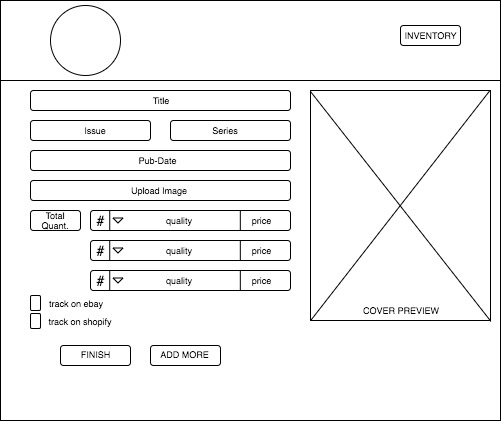 INVENTORY
Title
Issue
Series
Pub-Date
Upload Image
Total
Quant.
# quality price
# quality price
# quality price
track on ebay
track on shopify
COVER PREVIEW
FINISH
ADD MORE